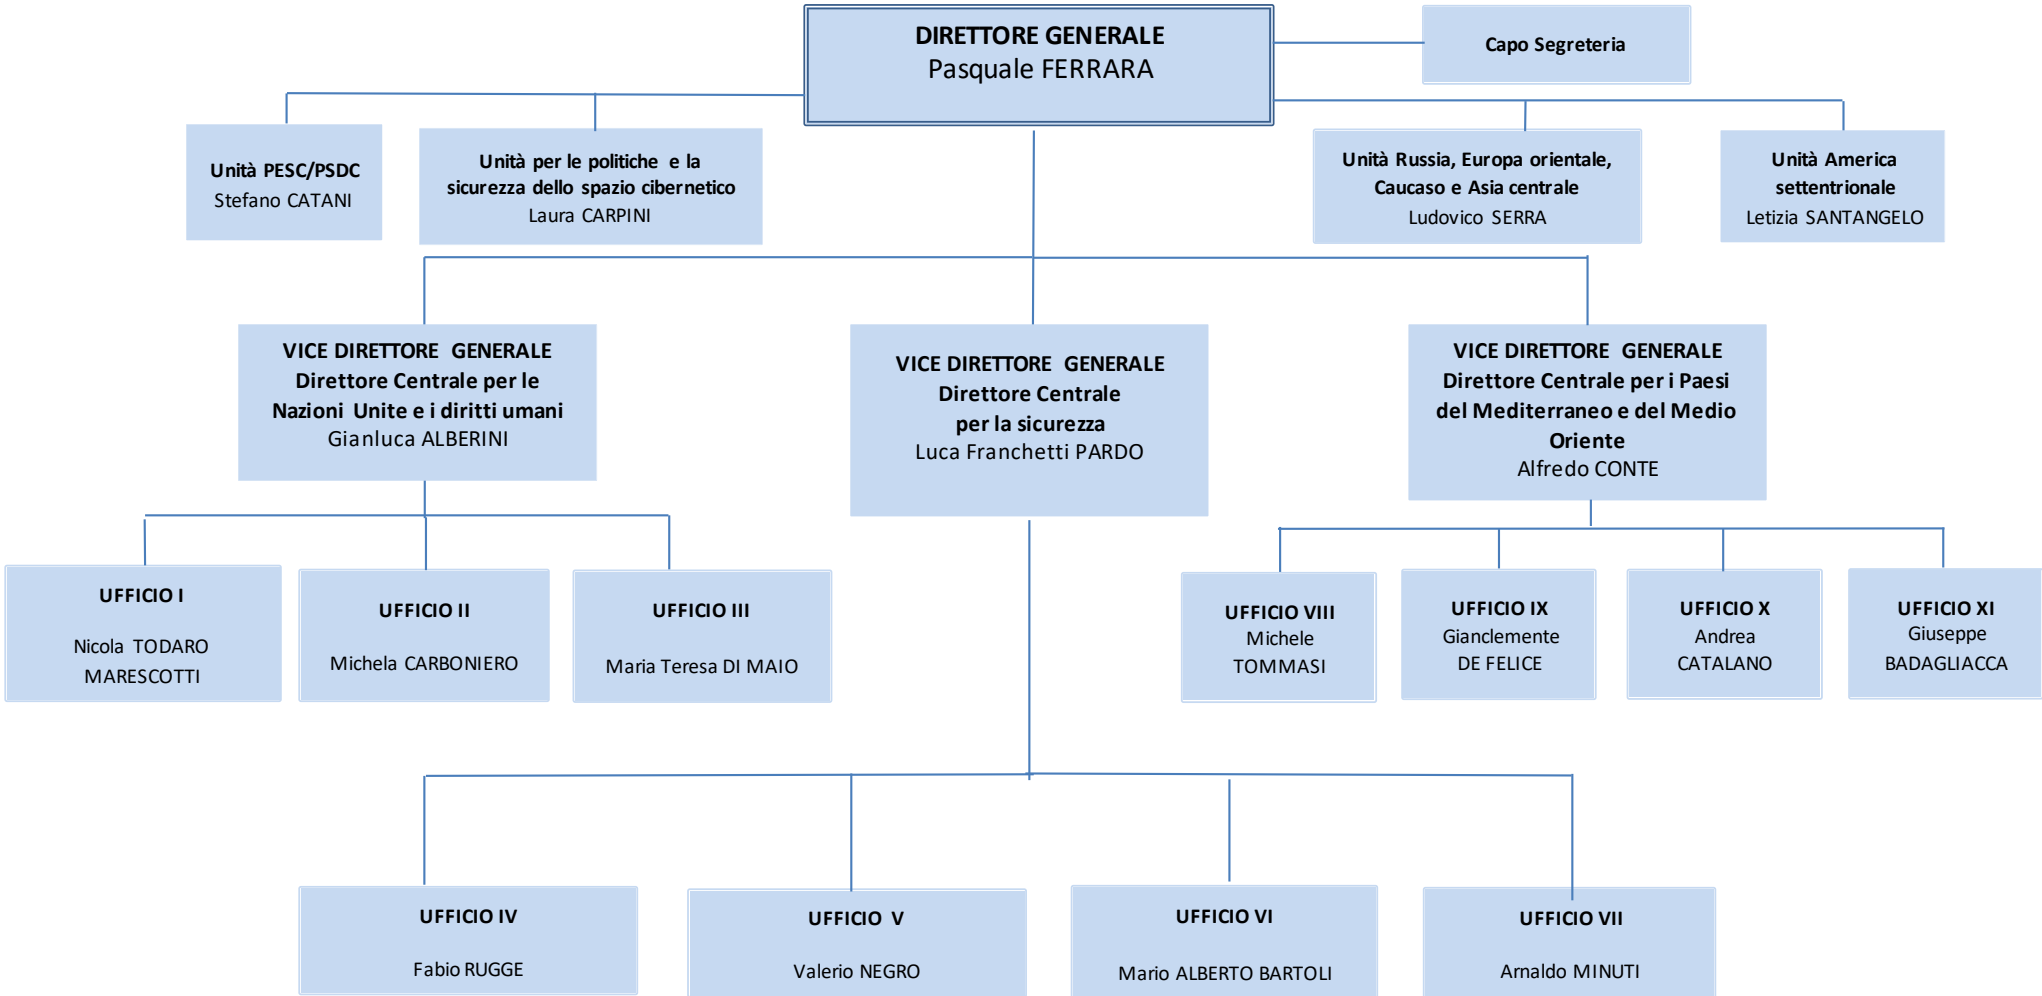 DIRETTORE GENERALE
Pasquale FERRARA
Capo Segreteria
Unità PESC/PSDC
Stefano CATANI
Unità per le politiche e la
sicurezza dello spazio cibernetico
Laura CARPINI
Unità Russia, Europa orientale,
Caucaso e Asia centrale
Ludovico SERRA
Unità America
settentrionale
Letizia SANTANGELO
VICE DIRETTORE GENERALE
Direttore Centrale per le
Nazioni Unite e i diritti umani
Gianluca ALBERINI
VICE DIRETTORE GENERALE
Direttore Centrale
per la sicurezza
Luca Franchetti PARDO
VICE DIRETTORE GENERALE
Direttore Centrale per i Paesi
del Mediterraneo e del Medio
Oriente
Alfredo CONTE
UFFICIO I
Nicola TODARO
MARESCOTTI
UFFICIO II
Michela CARBONIERO
UFFICIO III
Maria Teresa DI MAIO
UFFICIO VIII
Michele
TOMMASI
UFFICIO IX
Gianclemente
DE FELICE
UFFICIO X
Andrea
CATALANO
UFFICIO XI
Giuseppe
BADAGLIACCA
UFFICIO IV
Fabio RUGGE
UFFICIO V
Valerio NEGRO
UFFICIO VI
Mario ALBERTO BARTOLI
UFFICIO VII
Arnaldo MINUTI